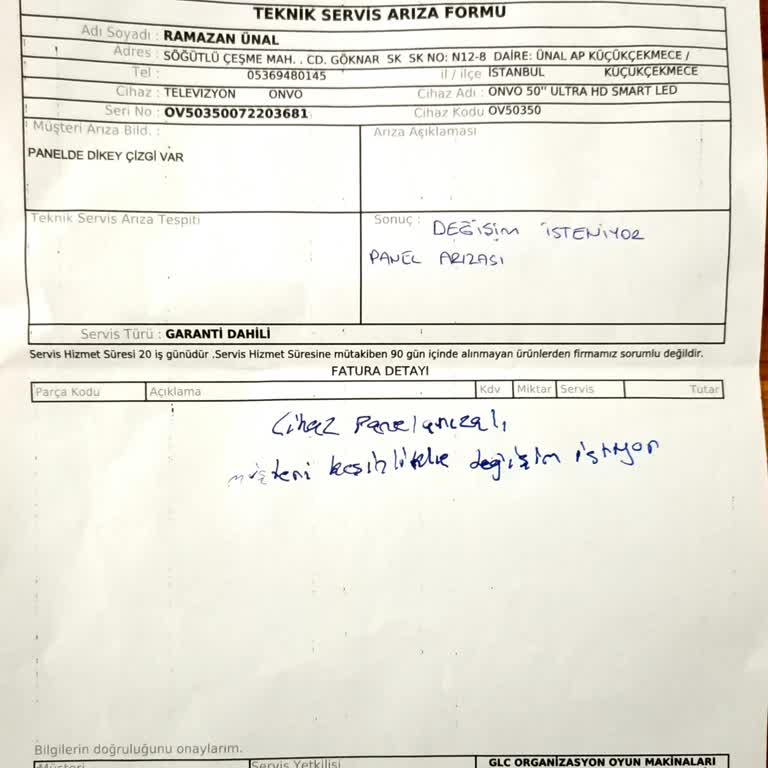 TEKNİK SERVİS ARIZA FORMU
Adı Soyadı : RAMAZAN ÜNAL
Adres : SÖĞÜTLÜ ÇEŞME MAH. . CD. GÖKNAR SK SK NO: N12-8 DAİRE: ÜNAL AP KÜÇÜKÇEKMECE /
Tel : 05369480145 il / ilçe İSTANBUL KÜÇÜKÇEKMECE
Cihaz : TELEVIZYON ONVO Cihaz Adı : ONVO 50" ULTRA HD SMART LED
Seri No : OV50350072203681 Cihaz Kodu OV50350
Müşteri Arıza Bild. : Arıza Açıklaması
PANELDE DİKEY ÇİZGİ VAR
Teknik Servis Arıza Tespiti Sonuç : DEĞİŞİM İSTENİYOR
PANEL ARIZASI
Servis Türü : GARANTİ DAHİLİ
Servis Hizmet Süresi 20 iş günüdür .Servis Hizmet Süresine mütakiben 90 gün içinde alınmayan ürünlerden firmamız sorumlu değildir.
FATURA DETAYI
Parça Kodu Açıklama Kdv Miktar Servis Tutar
Cihaz Panel arızalı,
müşteri kesinlikle değişim istiyor
Bilgilerin doğruluğunu onaylarım.
Müşteri Servis Yetkilisi GLC ORGANİZASYON OYUN MAKİNALARI